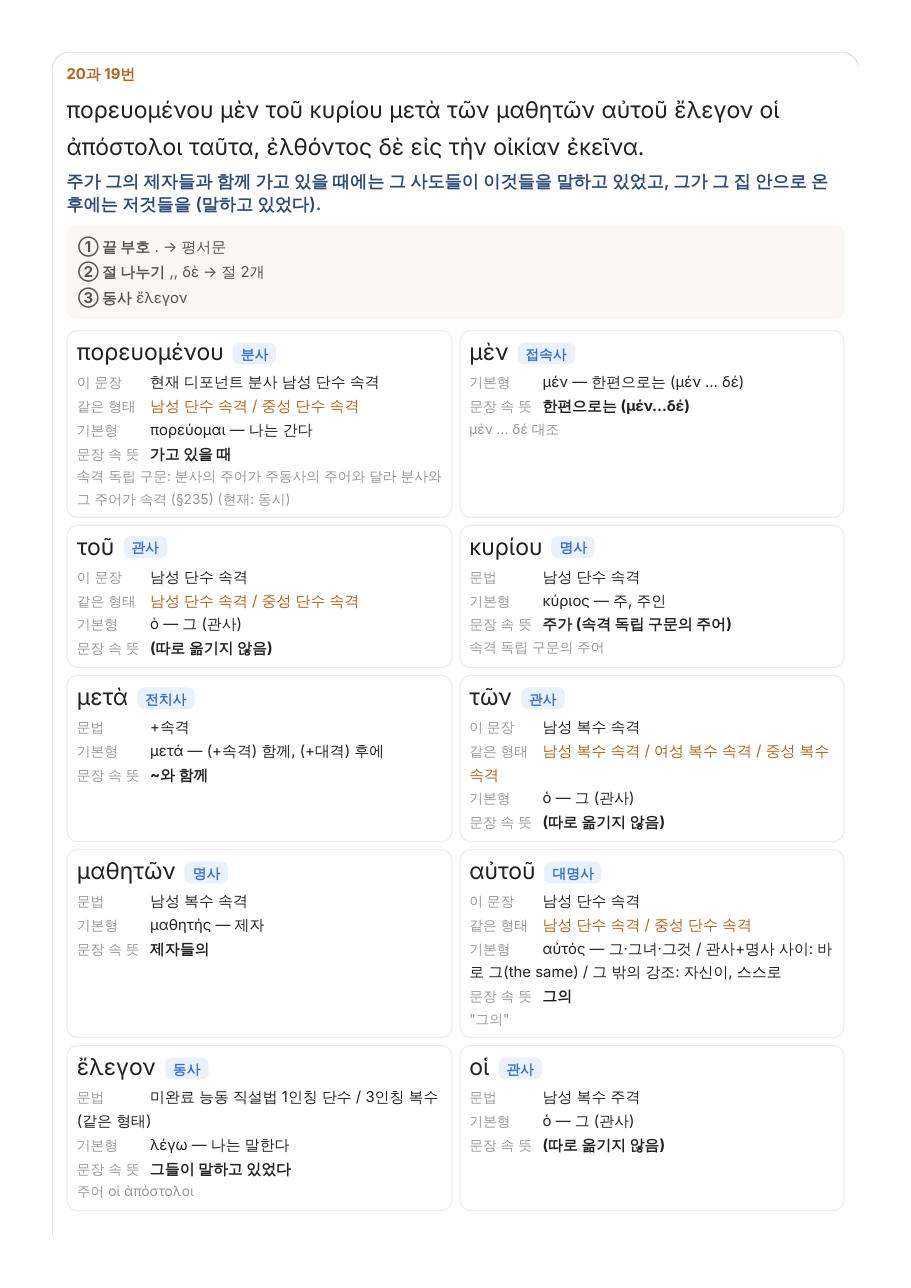 20과 19번
πορευομένου μὲν τοῦ κυρίου μετὰ τῶν μαθητῶν αὐτοῦ ἔλεγον οἱ
ἀπόστολοι ταῦτα, ἐλθόντος δὲ εἰς τὴν οἰκίαν ἐκεῖνα.
주가 그의 제자들과 함께 가고 있을 때에는 그 사도들이 이것들을 말하고 있었고, 그가 그 집 안으로 온
후에는 저것들을 (말하고 있었다).
① 끝 부호 . → 평서문
② 절 나누기 ,, δὲ → 절 2개
③ 동사 ἔλεγον
πορευομένου 분사
이 문장 현재 디포넌트 분사 남성 단수 속격
같은 형태 남성 단수 속격 / 중성 단수 속격
기본형 πορεύομαι — 나는 간다
문장 속 뜻 가고 있을 때
속격 독립 구문: 분사의 주어가 주동사의 주어와 달라 분사와
그 주어가 속격 (§235) (현재: 동시)
μὲν 접속사
기본형 μέν — 한편으로는 (μέν ... δέ)
문장 속 뜻 한편으로는 (μέν...δέ)
μέν ... δέ 대조
τοῦ 관사
이 문장 남성 단수 속격
같은 형태 남성 단수 속격 / 중성 단수 속격
기본형 ὁ — 그 (관사)
문장 속 뜻 (따로 옮기지 않음)
κυρίου 명사
문법 남성 단수 속격
기본형 κύριος — 주, 주인
문장 속 뜻 주가 (속격 독립 구문의 주어)
속격 독립 구문의 주어
μετὰ 전치사
문법 +속격
기본형 μετά — (+속격) 함께, (+대격) 후에
문장 속 뜻 ~와 함께
τῶν 관사
이 문장 남성 복수 속격
같은 형태 남성 복수 속격 / 여성 복수 속격 / 중성 복수
속격
기본형 ὁ — 그 (관사)
문장 속 뜻 (따로 옮기지 않음)
μαθητῶν 명사
문법 남성 복수 속격
기본형 μαθητής — 제자
문장 속 뜻 제자들의
αὐτοῦ 대명사
이 문장 남성 단수 속격
같은 형태 남성 단수 속격 / 중성 단수 속격
기본형 αὐτός — 그·그녀·그것 / 관사+명사 사이: 바
로 그(the same) / 그 밖의 강조: 자신이, 스스로
문장 속 뜻 그의
"그의"
ἔλεγον 동사
문법 미완료 능동 직설법 1인칭 단수 / 3인칭 복수
(같은 형태)
기본형 λέγω — 나는 말한다
문장 속 뜻 그들이 말하고 있었다
주어 οἱ ἀπόστολοι
οἱ 관사
문법 남성 복수 주격
기본형 ὁ — 그 (관사)
문장 속 뜻 (따로 옮기지 않음)